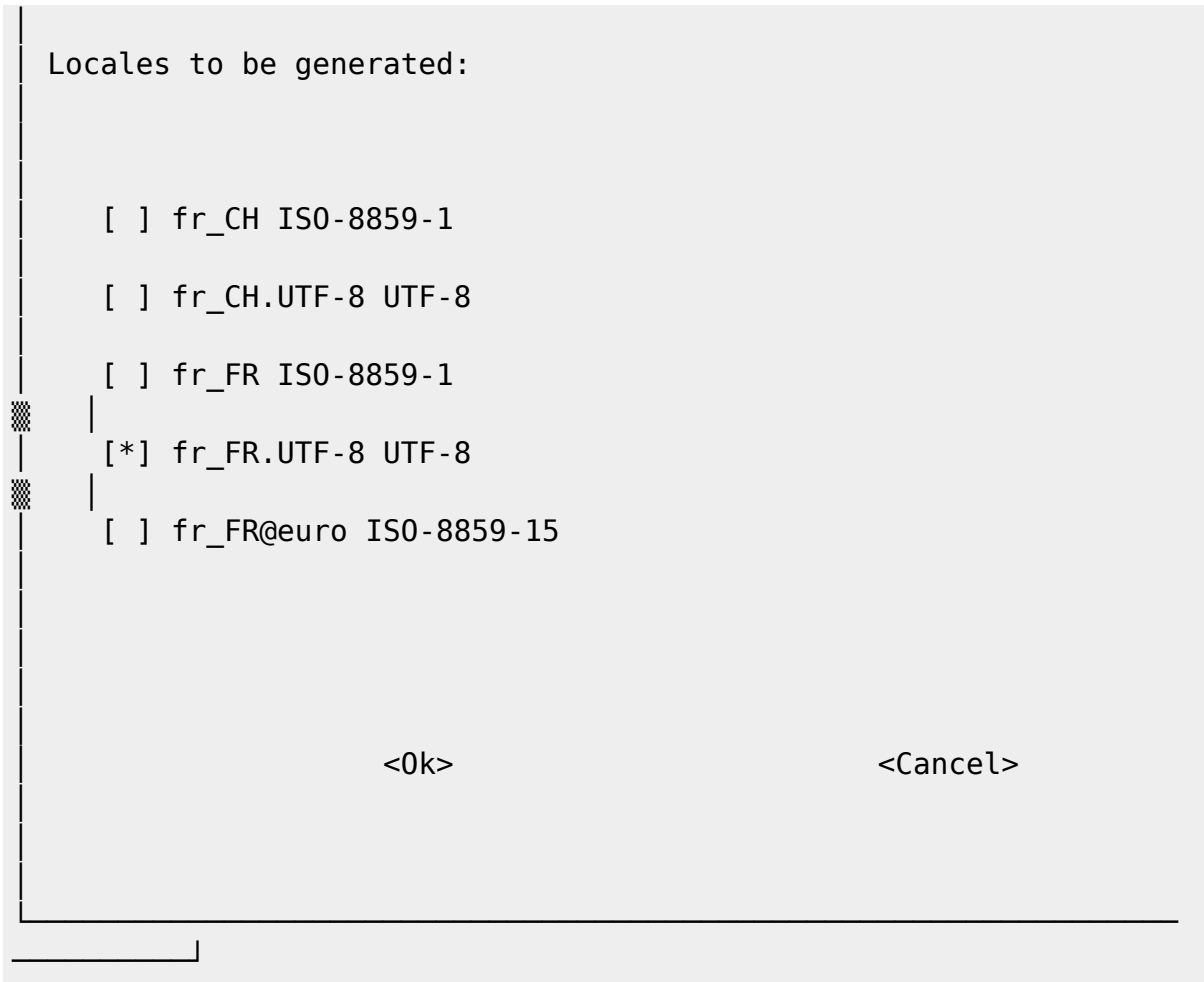 Locales to be generated:
[ ] fr_CH ISO-8859-1
[ ] fr_CH.UTF-8 UTF-8
[ ] fr_FR ISO-8859-1
[*] fr_FR.UTF-8 UTF-8
[ ] fr_FR@euro ISO-8859-15
<Ok> <Cancel>